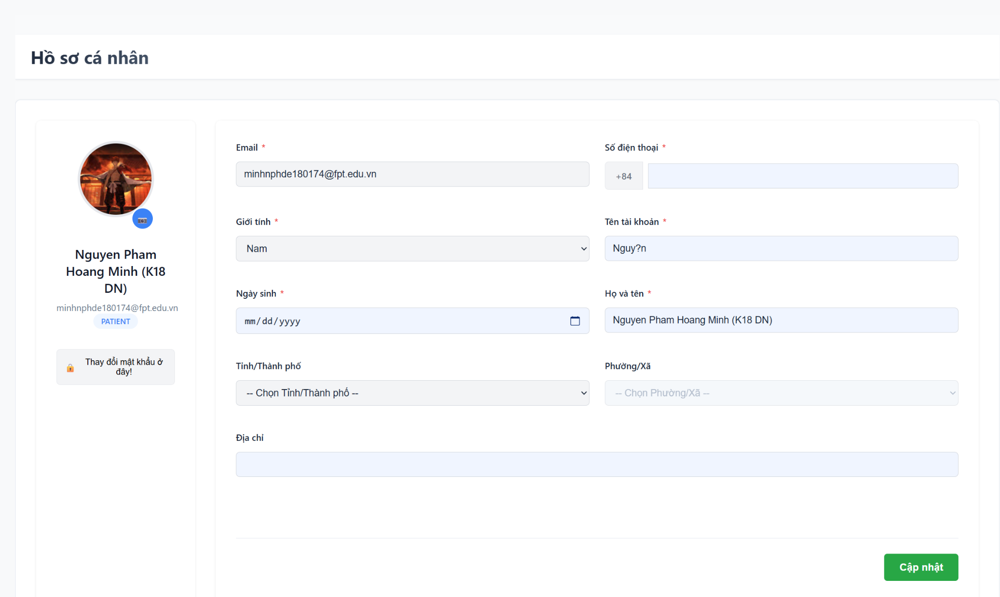 Hồ sơ cá nhân
Nguyen Pham
Hoang Minh (K18
DN)
minhnphde180174@fpt.edu.vn
PATIENT
Thay đổi mật khẩu ở
đây!
Email *
minhnphde180174@fpt.edu.vn
Số điện thoại *
+84
Giới tính *
Nam
Tên tài khoản *
Nguy?n
Ngày sinh *
mm/dd/yyyy
Họ và tên *
Nguyen Pham Hoang Minh (K18 DN)
Tỉnh/Thành phố
-- Chọn Tỉnh/Thành phố --
Phường/Xã
-- Chọn Phường/Xã --
Địa chỉ
Cập nhật